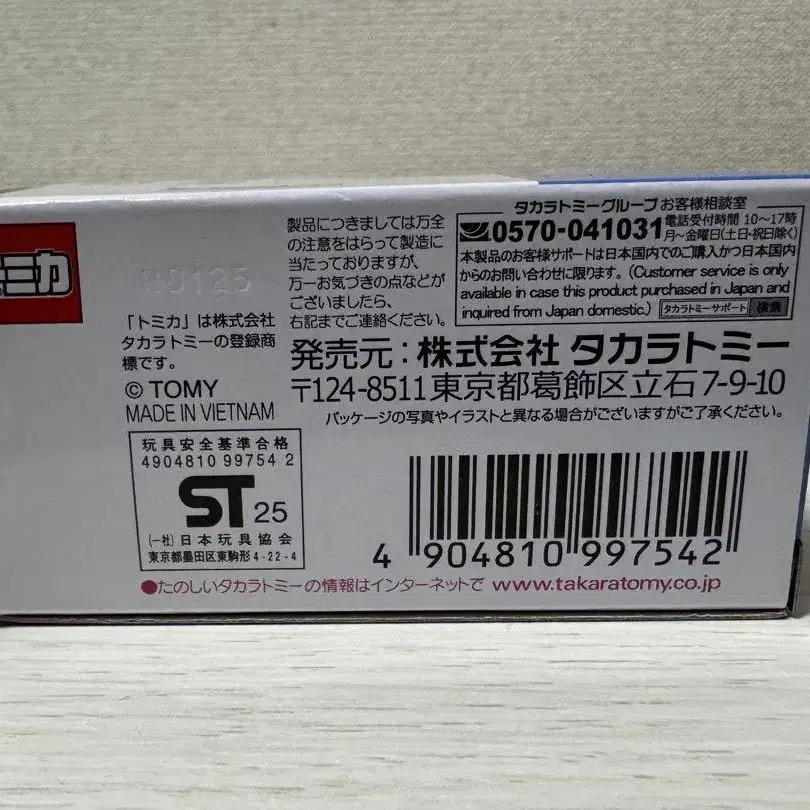 トミカ
「トミカ」は株式会社
タカラトミーの登録商
標です。
© TOMY
MADE IN VIETNAM
製品につきましては万全
の注意をはらって製造に
当たっておりますが、
万一お気づきの点などが
ございましたら、
右記までご連絡ください。
タカラトミーグループ お客様相談室
0570-041031 電話受付時間 10〜17時
月〜金曜日(土・日・祝日除く)
本製品のお客様サポートは日本国内でのご購入かつ日本国内
からのお問い合わせに限ります。(Customer service is only
available in case this product purchased in Japan and
inquired from Japan domestic.) タカラトミーサポート 検索
発売元:株式会社 タカラトミー
〒124-8511東京都葛飾区立石7-9-10
パッケージの写真やイラストと異なる場合がございますがご了承ください。
玩具安全基準合格
4904810 99754 2
ST 25
(一社)日本玩具協会
東京都墨田区東駒形4-22-4
4 904810 997542
●たのしいタカラトミーの情報はインターネットで www.takaratomy.co.jp